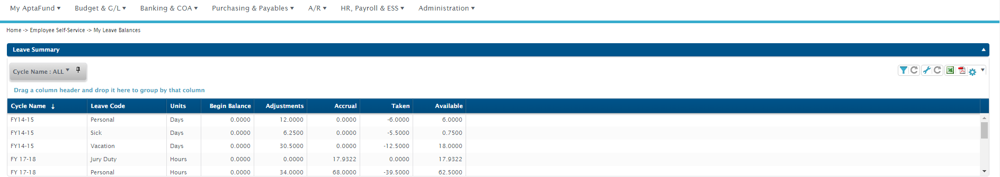 My AptaFund Budget & G/L Banking & COA Purchasing & Payables A/R HR, Payroll & ESS Administration
Home -> Employee Self-Service -> My Leave Balances
Leave Summary
Cycle Name : ALL
Drag a column header and drop it here to group by that column
Cycle Name ↓ Leave Code Units Begin Balance Adjustments Accrual Taken Available
FY14-15 Personal Days 0.0000 12.0000 0.0000 -6.0000 6.0000
FY14-15 Sick Days 0.0000 6.2500 0.0000 -5.5000 0.7500
FY14-15 Vacation Days 0.0000 30.5000 0.0000 -12.5000 18.0000
FY 17-18 Jury Duty Hours 0.0000 0.0000 17.9322 0.0000 17.9322
FY 17-18 Personal Hours 0.0000 34.0000 68.0000 -39.5000 62.5000